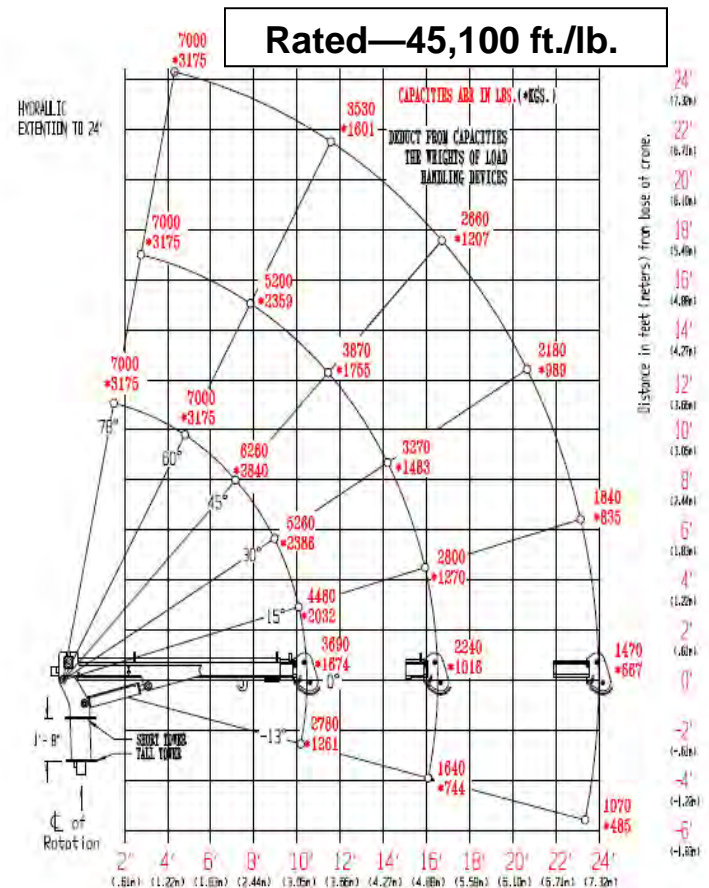 Rated—45,100 ft./lb.
7000
*3175
HYDRALLIC
EXTENTION TO 24'
CAPACITIES ARE IN LBS.(*KGS.)
DEDUCT FROM CAPACITIES
THE WEIGHTS OF LOAD
HANDLING DEVICES
3530
*1601
2660
*1207
7000
*3175
5200
*2359
3870
*1755
2180
*989
7000
*3175
7000
*3175
6260
*2840
3270
*1483
5260
*2386
1840
*835
2800
*1270
4480
*2032
3690
*1674
2240
*1016
1470
*667
2780
*1261
1640
*744
1070
*485
76°
60°
45°
30°
15°
0°
-13°
1'-8"
SHORT TOWER
TALL TOWER
℄ of
Rotation
Distance in feet (meters) from base of crane.
24'
(7.32m)
22'
(6.71m)
20'
(6.10m)
18'
(5.49m)
16'
(4.88m)
14'
(4.27m)
12'
(3.66m)
10'
(3.05m)
8'
(2.44m)
6'
(1.83m)
4'
(1.22m)
2'
(.61m)
0'
-2'
(-.61m)
-4'
(-1.22m)
-6'
(-1.83m)
2' 4' 6' 8' 10' 12' 14' 16' 18' 20' 22' 24'
(.61m) (1.22m) (1.83m) (2.44m) (3.05m) (3.66m) (4.27m) (4.88m) (5.50m) (6.10m) (6.71m) (7.32m)